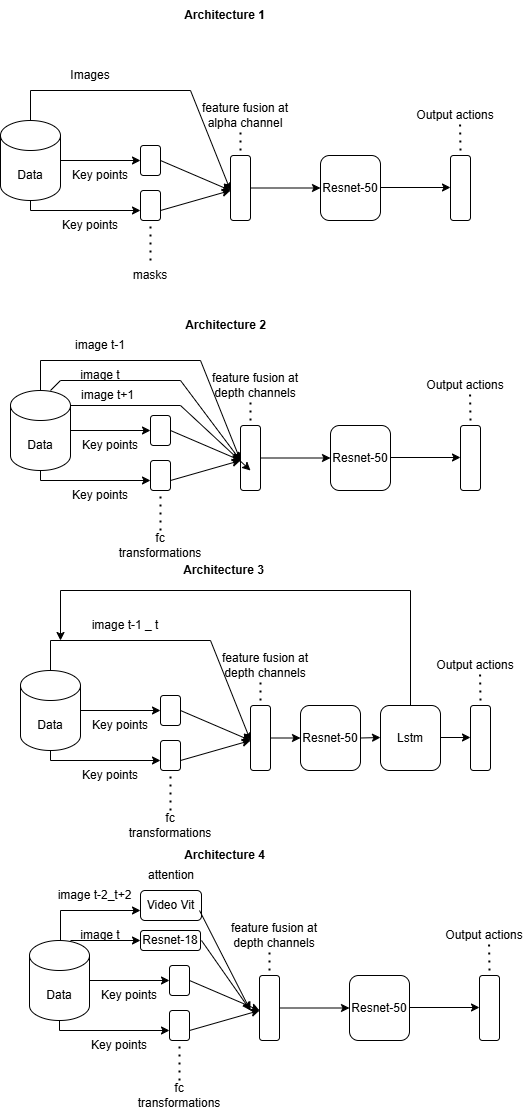 Architecture 1
Images
feature fusion at
alpha channel
Output actions
Data
Key points
Resnet-50
Key points
masks
Architecture 2
image t-1
image t
feature fusion at
depth channels
Output actions
image t+1
Data
Key points
Resnet-50
Key points
fc
transformations
Architecture 3
image t-1 _ t
feature fusion at
depth channels
Output actions
Data
Key points
Resnet-50
Lstm
Key points
fc
transformations
Architecture 4
attention
image t-2_t+2
Video Vit
image t
Resnet-18
feature fusion at
depth channels
Output actions
Data
Key points
Resnet-50
Key points
fc
transformations